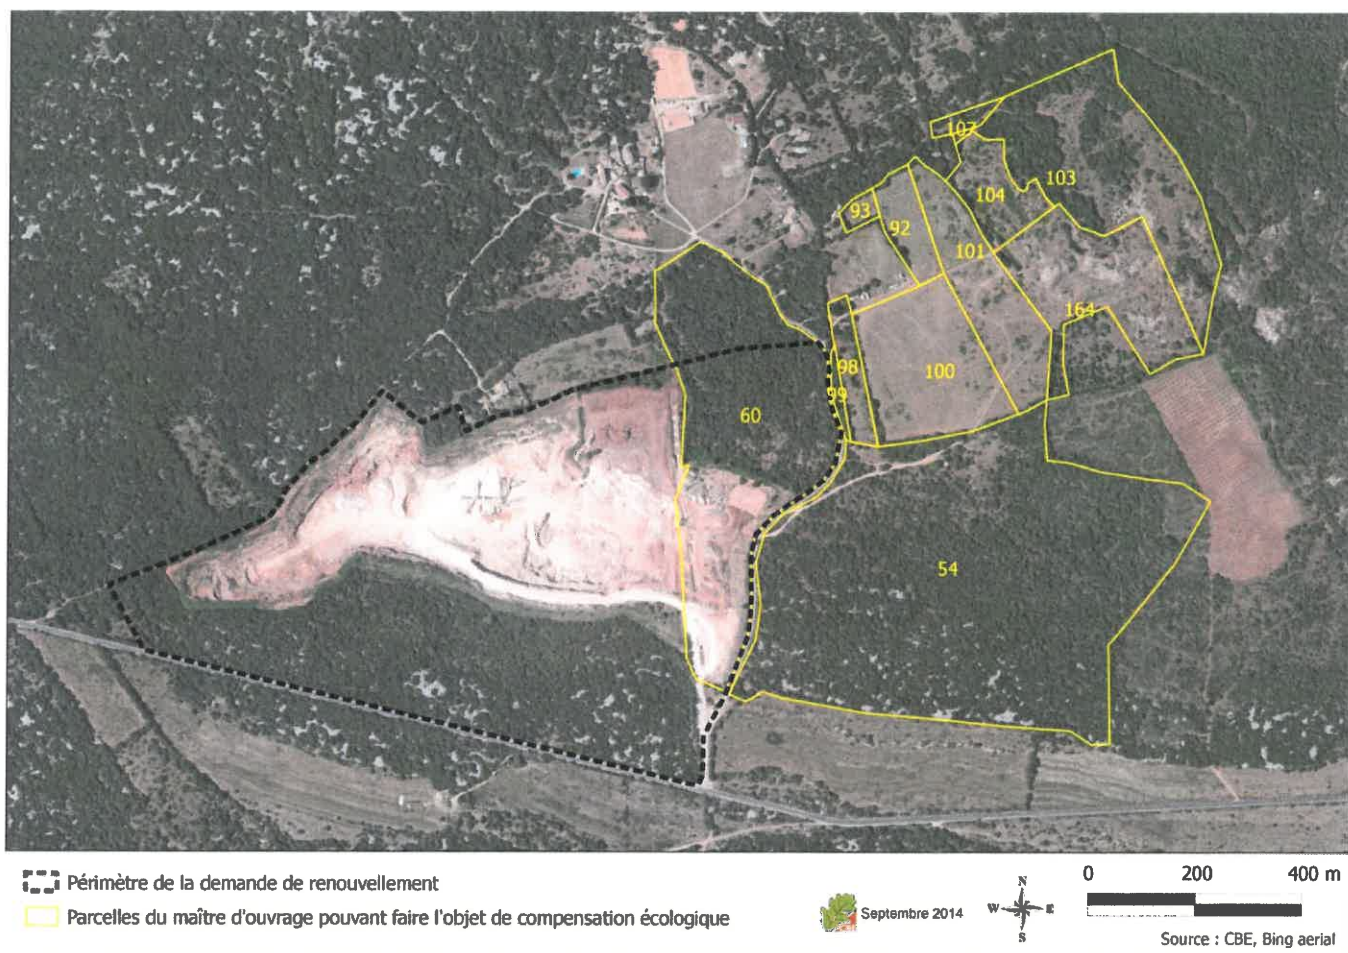 107
103
104
93
92
101
164
98
100
99
60
54
Périmètre de la demande de renouvellement
Parcelles du maître d'ouvrage pouvant faire l'objet de compensation écologique
Septembre 2014
N
W E
S
0 200 400 m
Source : CBE, Bing aerial